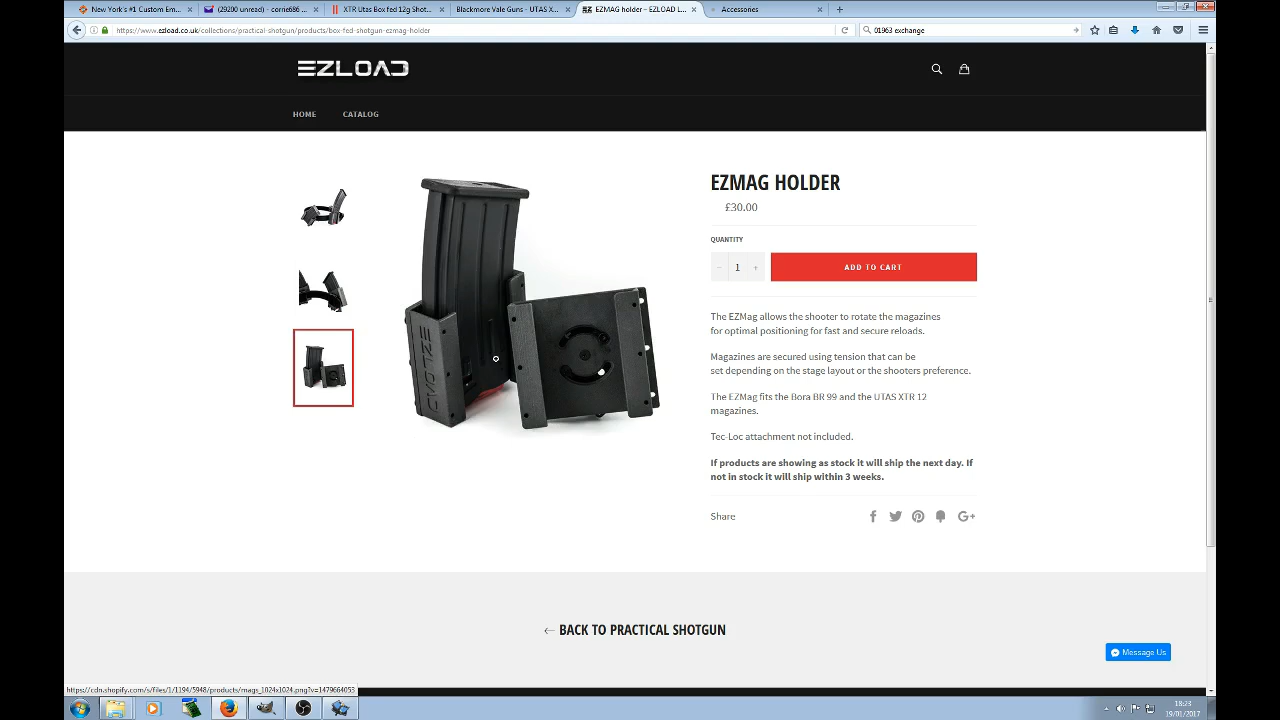 New York's #1 Custom Em...
(29200 unread) - corrie686 ...
XTR Utas Box fed 12g Shot...
Blackmore Vale Guns - UTAS X...
EZMAG holder – EZLOAD L...
Accessories
https://www.ezload.co.uk/collections/practical-shotgun/products/box-fed-shotgun-ezmag-holder
01963 exchange
EZLOAD
HOME
CATALOG
EZLOAD
EZMAG HOLDER
£30.00
QUANTITY
− 1 +
ADD TO CART
The EZMag allows the shooter to rotate the magazines
for optimal positioning for fast and secure reloads.
Magazines are secured using tension that can be
set depending on the stage layout or the shooters preference.
The EZMag fits the Bora BR 99 and the UTAS XTR 12
magazines.
Tec-Loc attachment not included.
If products are showing as stock it will ship the next day. If
not in stock it will ship within 3 weeks.
Share
← BACK TO PRACTICAL SHOTGUN
Message Us
https://cdn.shopify.com/s/files/1/1194/5948/products/mags_1024x1024.png?v=1479664053
18:23
19/01/2017